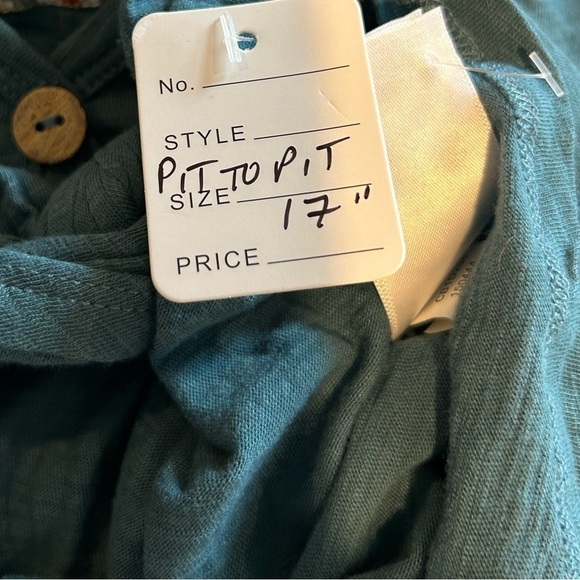 No.
STYLE
PIT TO PIT
SIZE
17"
PRICE